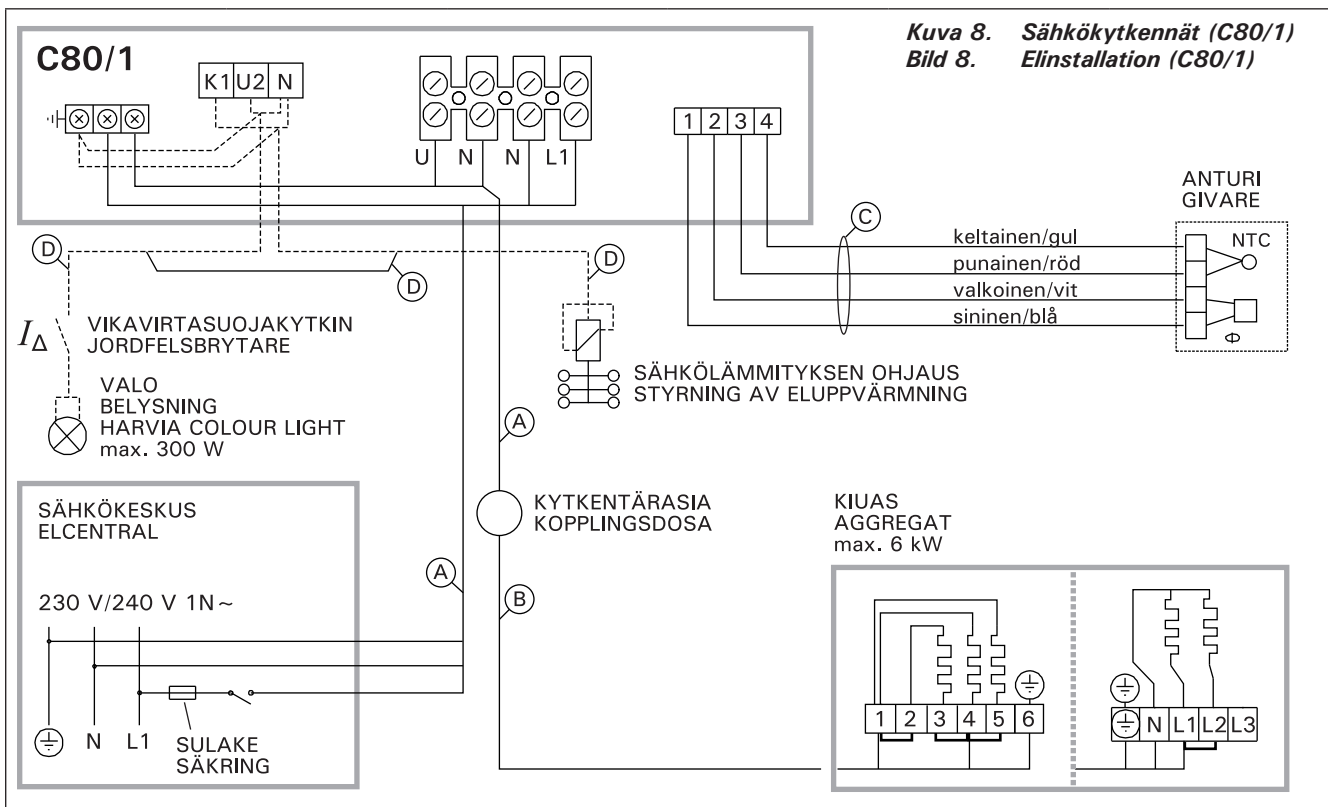 Kuva 8. Sähkökytkennät (C80/1)
Bild 8. Elinstallation (C80/1)
C80/1
K1 U2 N
U N N L1
1 2 3 4
ANTURI
GIVARE
C
keltainen/gul
NTC
punainen/röd
valkoinen/vit
sininen/blå
D
D
D
I∆
VIKAVIRTASUOJAKYTKIN
JORDFELSBRYTARE
VALO
BELYSNING
HARVIA COLOUR LIGHT
max. 300 W
SÄHKÖLÄMMITYKSEN OHJAUS
STYRNING AV ELUPPVÄRMNING
A
SÄHKÖKESKUS
ELCENTRAL
KYTKENTÄRASIA
KOPPLINGSDOSA
KIUAS
AGGREGAT
max. 6 kW
A
B
230 V/240 V 1N~
N L1
SULAKE
SÄKRING
1 2 3 4 5 6
N L1 L2 L3